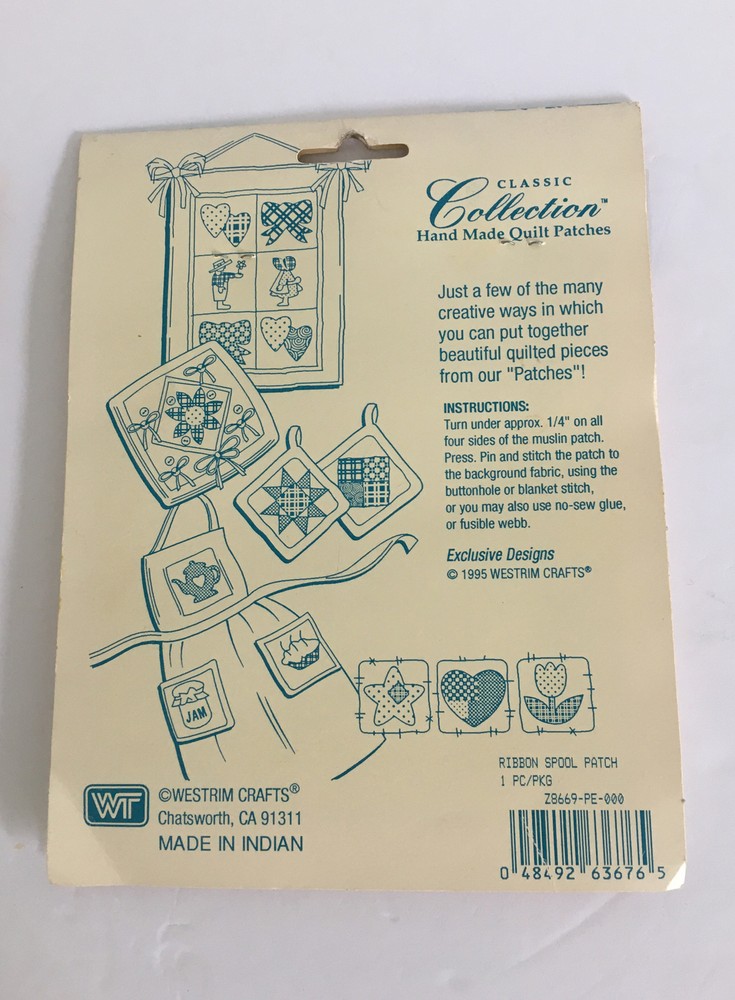 CLASSIC
Collection™
Hand Made Quilt Patches
Just a few of the many
creative ways in which
you can put together
beautiful quilted pieces
from our "Patches"!
INSTRUCTIONS:
Turn under approx. 1/4" on all
four sides of the muslin patch.
Press. Pin and stitch the patch to
the background fabric, using the
buttonhole or blanket stitch,
or you may also use no-sew glue,
or fusible webb.
Exclusive Designs
© 1995 WESTRIM CRAFTS®
JAM
RIBBON SPOOL PATCH
1 PC/PKG
Z8669-PE-000
0 48492 63676 5
WT
©WESTRIM CRAFTS®
Chatsworth, CA 91311
MADE IN INDIAN